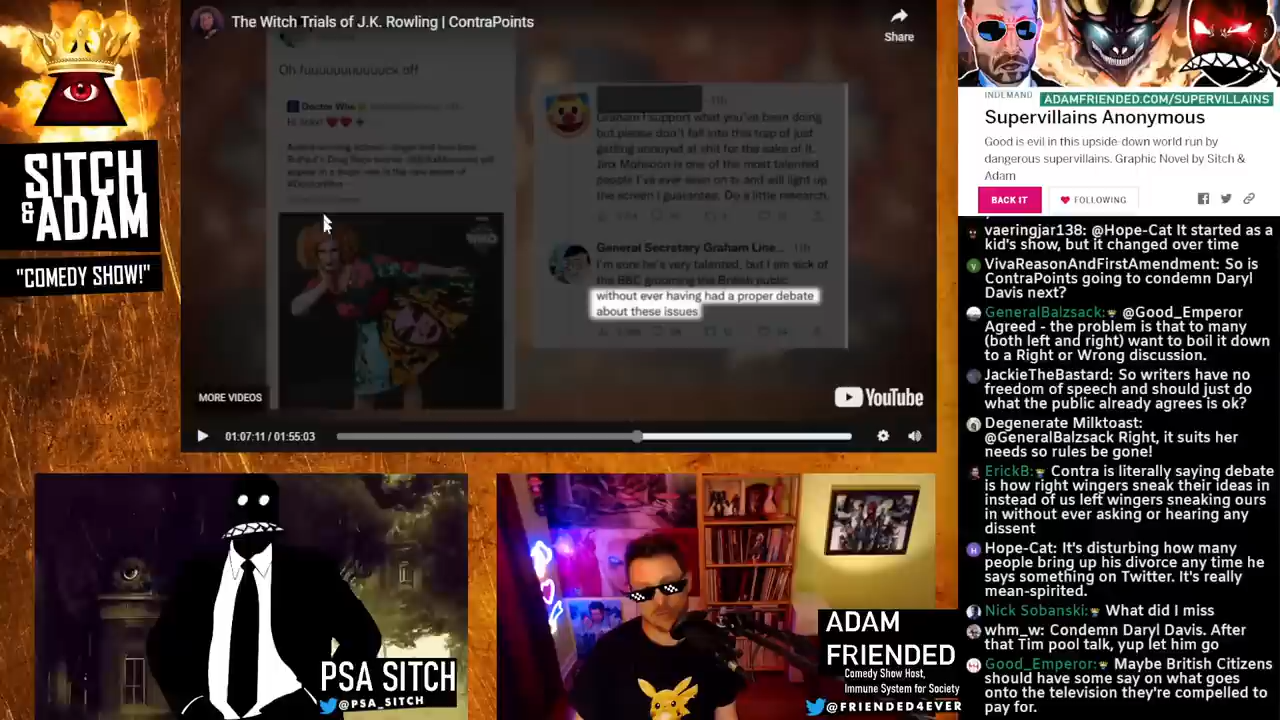 The Witch Trials of J.K. Rowling | ContraPoints
Share
Oh fuuuuuuuuuuck off
Doctor Who
11h
Graham I support what you've been doing
but please don't fall into this trap of just
getting annoyed at shit for the sake of it.
Jinx Monsoon is one of the most talented
people I've ever seen on tv and will light up
the screen I guarantee. Do a little research.
General Secretary Graham Line... 11h
I'm sure he's very talented, but I am sick of
the BBC grooming the British public
without ever having had a proper debate
about these issues
MORE VIDEOS
YouTube
01:07:11 / 01:55:03
SITCH
& ADAM
"COMEDY SHOW!"
PSA SITCH
@PSA_SITCH
ADAM
FRIENDED
Comedy Show Host,
Immune System for Society
@FRIENDED4EVER
INDEMAND
ADAMFRIENDED.COM/SUPERVILLAINS
Supervillains Anonymous
Good is evil in this upside-down world run by
dangerous supervillains. Graphic Novel by Sitch &
Adam
BACK IT
FOLLOWING
vaeringjar138: @Hope-Cat It started as a
kid's show, but it changed over time
VivaReasonAndFirstAmendment: So is
ContraPoints going to condemn Daryl
Davis next?
GeneralBalzsack: @Good_Emperor
Agreed - the problem is that to many
(both left and right) want to boil it down
to a Right or Wrong discussion.
JackieTheBastard: So writers have no
freedom of speech and should just do
what the public already agrees is ok?
Degenerate Milktoast:
@GeneralBalzsack Right, it suits her
needs so rules be gone!
ErickB: Contra is literally saying debate
is how right wingers sneak their ideas in
instead of us left wingers sneaking ours
in without ever asking or hearing any
dissent
Hope-Cat: It's disturbing how many
people bring up his divorce any time he
says something on Twitter. It's really
mean-spirited.
Nick Sobanski: What did I miss
whm_w: Condemn Daryl Davis. After
that Tim pool talk, yup let him go
Good_Emperor: Maybe British Citizens
should have some say on what goes
onto the television they're compelled to
pay for.